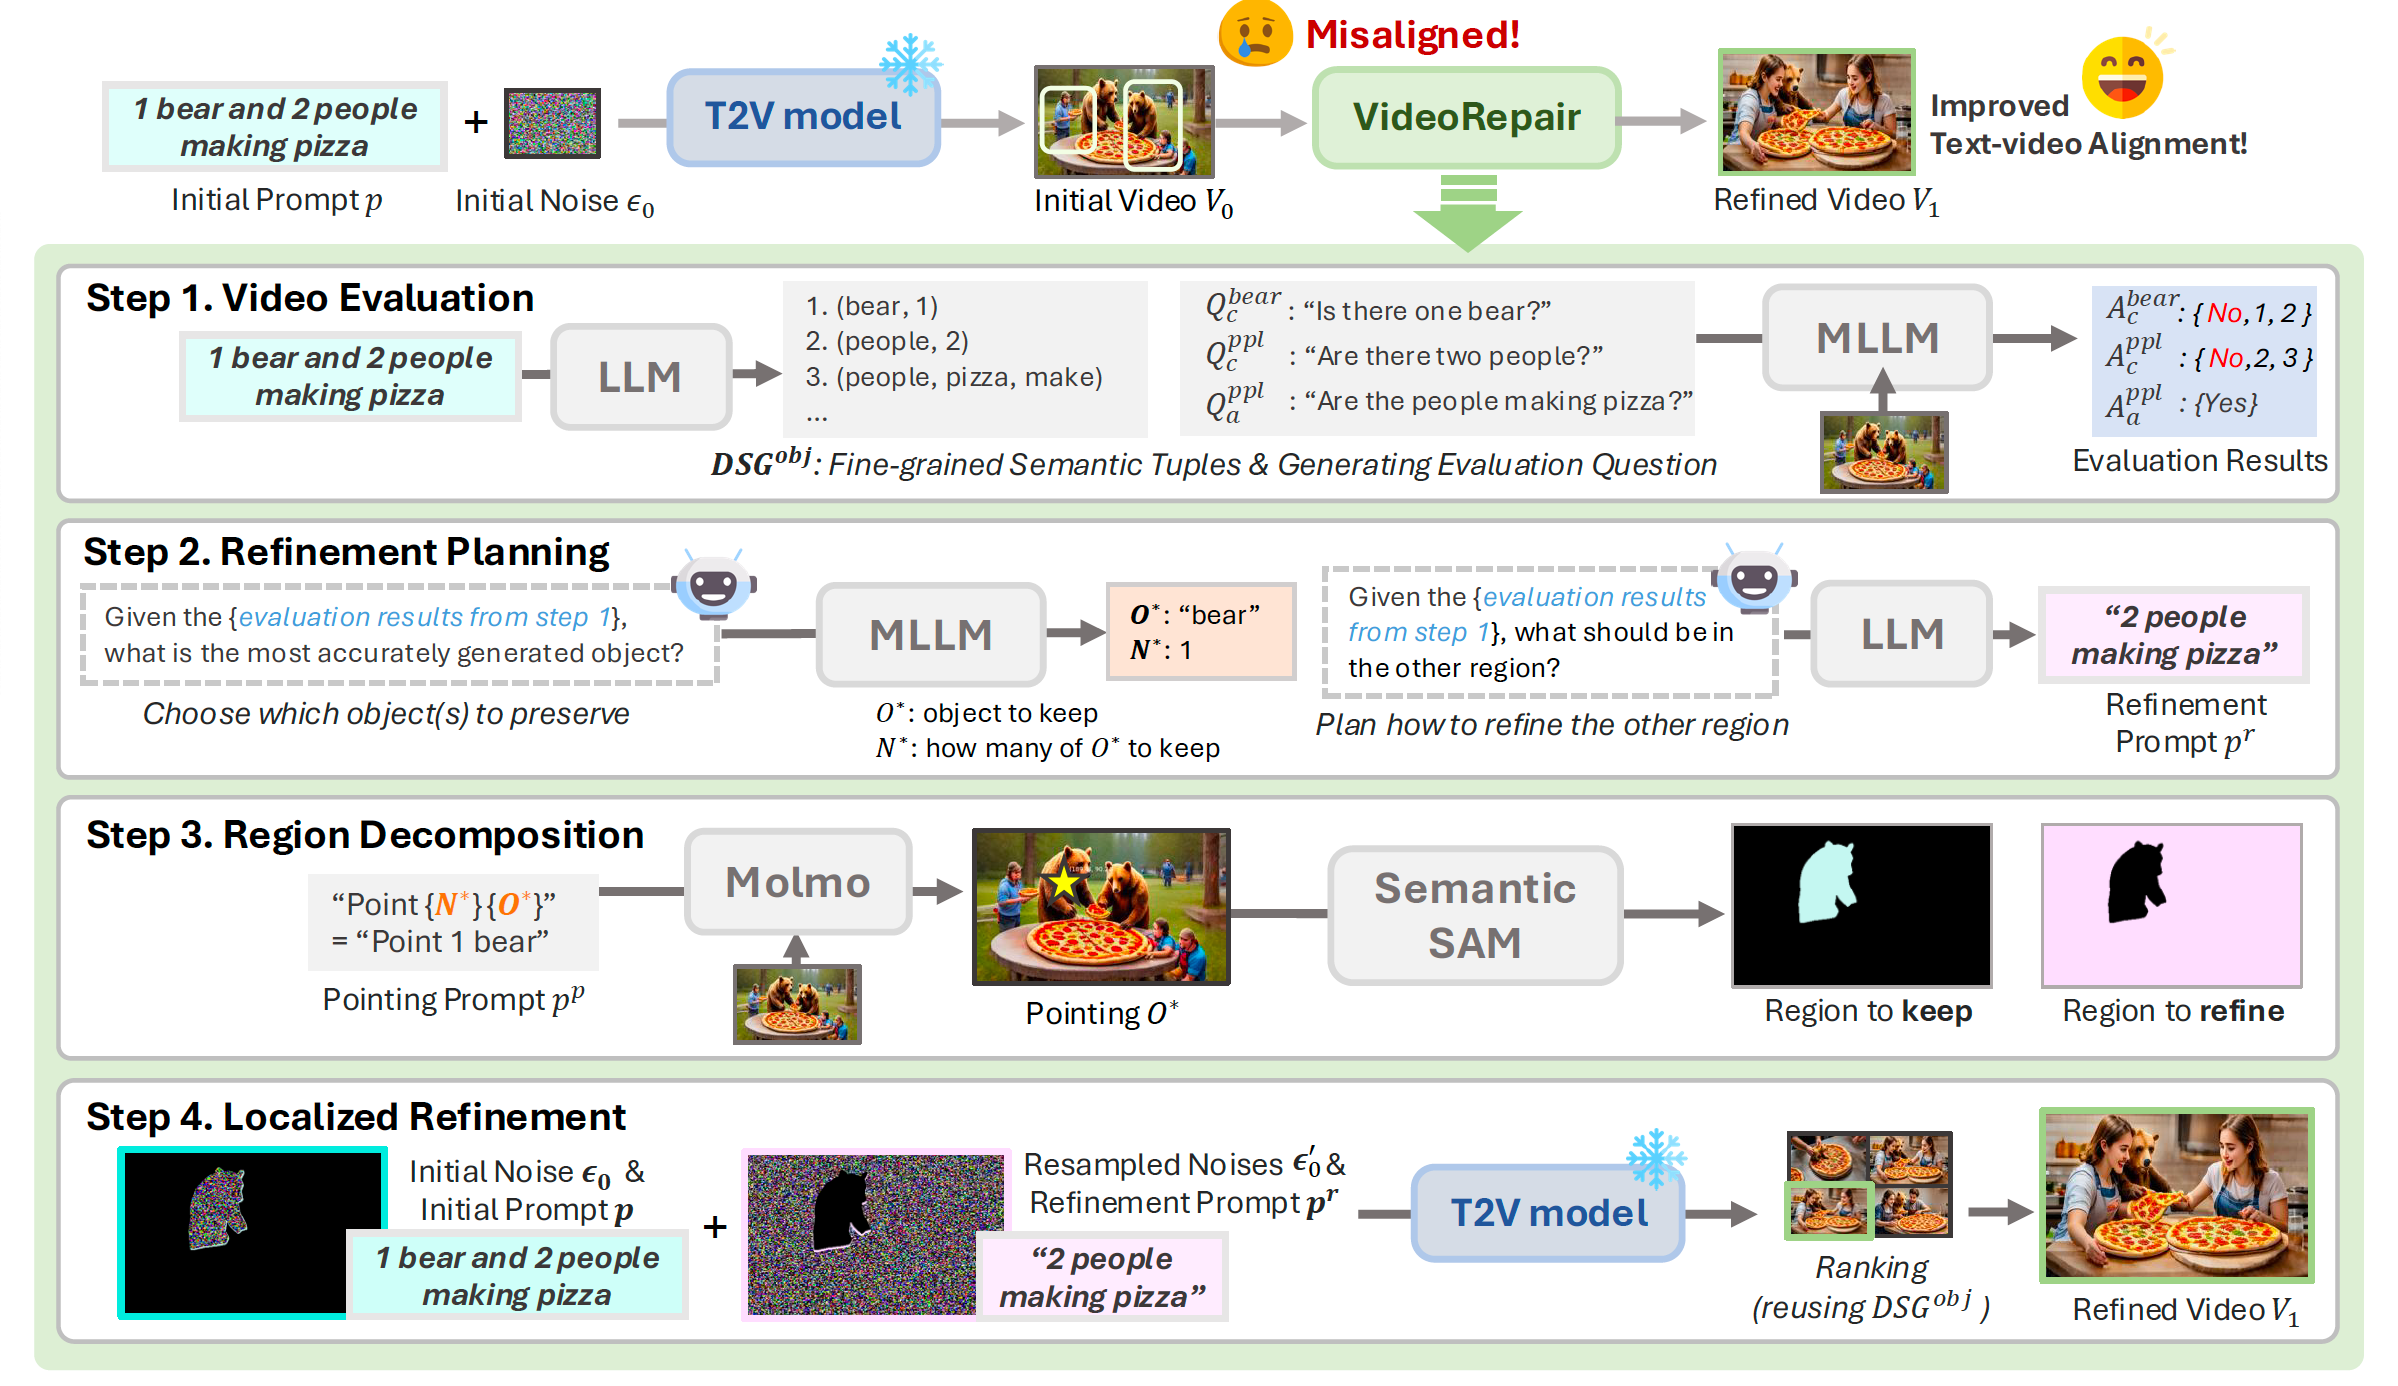 Misaligned!
1 bear and 2 people
making pizza
+
T2V model
VideoRepair
Improved
Text-video Alignment!
Initial Prompt p
Initial Noise ϵ₀
Initial Video V₀
Refined Video V₁
Step 1. Video Evaluation
1 bear and 2 people
making pizza
LLM
1. (bear, 1)
2. (people, 2)
3. (people, pizza, make)
...
Q_c^bear : “Is there one bear?”
Q_c^ppl : “Are there two people?”
Q_a^ppl : “Are the people making pizza?”
MLLM
A_c^bear : { No, 1, 2 }
A_c^ppl : { No,2, 3 }
A_a^ppl : {Yes}
DSG^obj: Fine-grained Semantic Tuples & Generating Evaluation Question
Evaluation Results
Step 2. Refinement Planning
Given the {evaluation results from step 1},
what is the most accurately generated object?
Choose which object(s) to preserve
MLLM
O*: “bear”
N*: 1
O*: object to keep
N*: how many of O* to keep
Given the {evaluation results
from step 1}, what should be in
the other region?
Plan how to refine the other region
LLM
“2 people
making pizza”
Refinement
Prompt p^r
Step 3. Region Decomposition
“Point {N*} {O*}”
= “Point 1 bear”
Pointing Prompt p^p
Molmo
Pointing O*
Semantic
SAM
Region to keep
Region to refine
Step 4. Localized Refinement
Initial Noise ϵ₀ &
Initial Prompt p
1 bear and 2 people
making pizza
+
Resampled Noises ϵ₀′ &
Refinement Prompt p^r
“2 people
making pizza”
T2V model
Ranking
(reusing DSG^obj )
Refined Video V₁